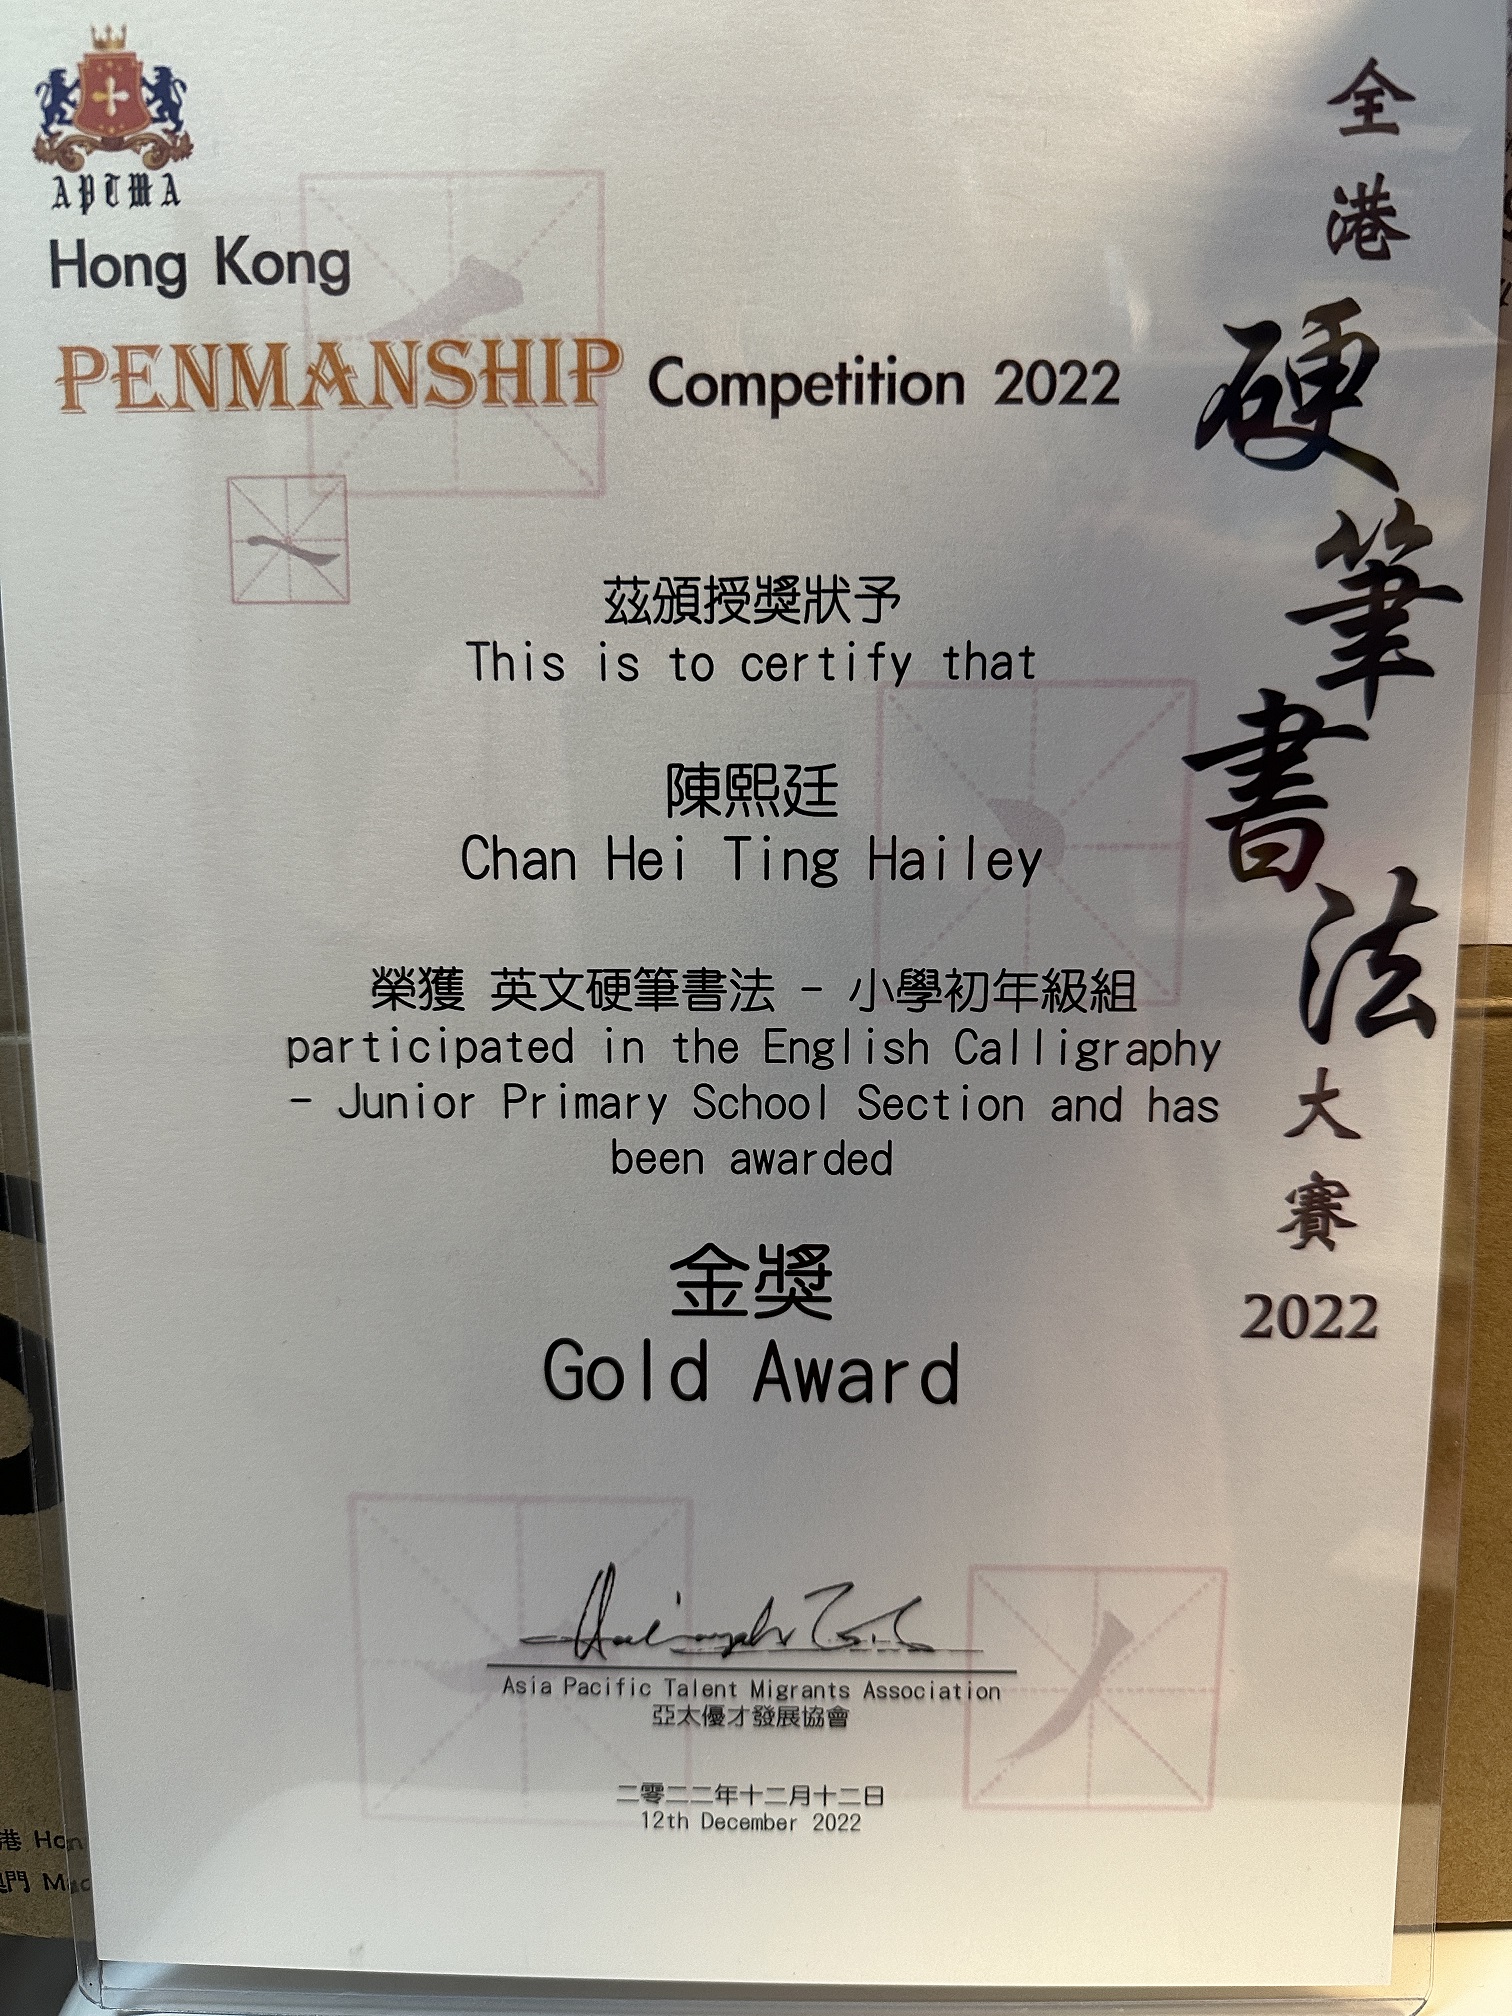 APTMA
Hong Kong
PENMANSHIP Competition 2022
全港硬筆書法大賽
2022
茲頒授獎狀予
This is to certify that
陳熙廷
Chan Hei Ting Hailey
榮獲 英文硬筆書法 - 小學初年級組
participated in the English Calligraphy
- Junior Primary School Section and has
been awarded
金獎
Gold Award
Asia Pacific Talent Migrants Association
亞太優才發展協會
二零二二年十二月十二日
12th December 2022
港 Hon
門 Mac